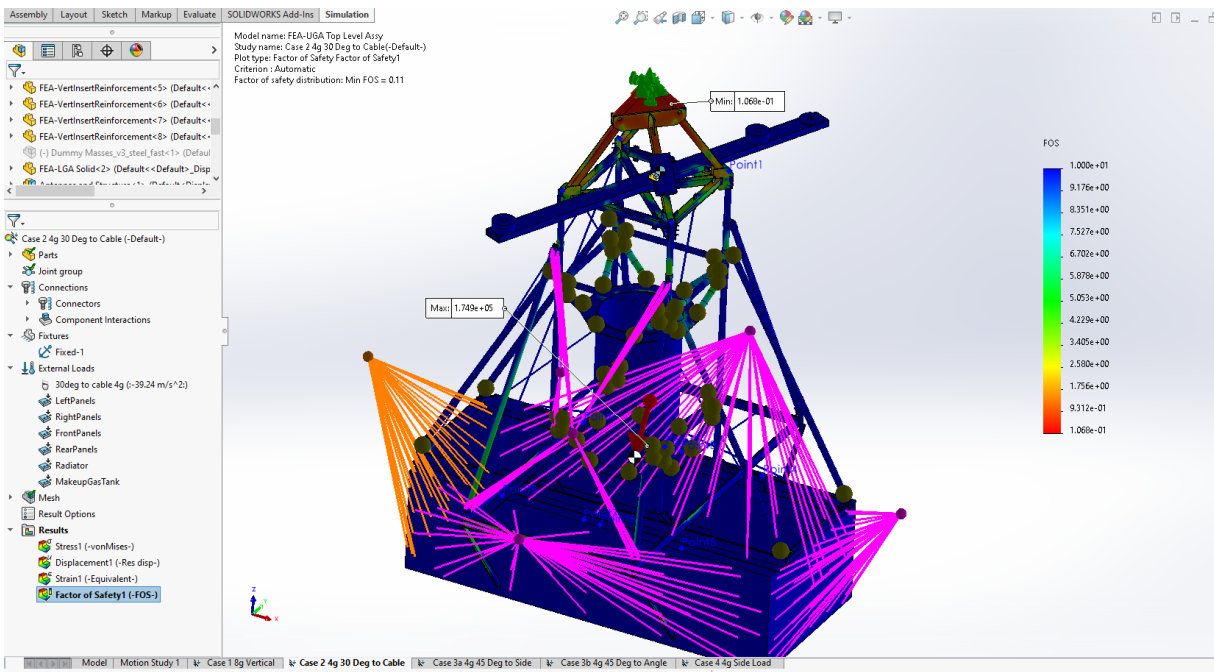 Assembly Layout Sketch Markup Evaluate SOLIDWORKS Add-Ins Simulation
Model name: FEA-UGA Top Level Assy
Study name: Case 2 4g 30 Deg to Cable(-Default-)
Plot type: Factor of Safety Factor of Safety1
Criterion : Automatic
Factor of safety distribution: Min FOS = 0.11
FEA-VertInsertReinforcement<5> (Default<<
FEA-VertInsertReinforcement<6> (Default<<
FEA-VertInsertReinforcement<7> (Default<<
FEA-VertInsertReinforcement<8> (Default<<
(-) Dummy Masses_v3_steel_fast<1> (Defaul
FEA-LGA Solid<2> (Default<<Default>_Disp
Case 2 4g 30 Deg to Cable (-Default-)
Parts
Joint group
Connections
Connectors
Component Interactions
Fixtures
Fixed-1
External Loads
30deg to cable 4g (:-39.24 m/s^2:)
LeftPanels
RightPanels
FrontPanels
RearPanels
Radiator
MakeupGasTank
Mesh
Result Options
Results
Stress1 (-vonMises-)
Displacement1 (-Res disp-)
Strain1 (-Equivalent-)
Factor of Safety1 (-FOS-)
Min: 1.068e-01
Point1
Max: 1.749e+05
z
x
FOS
1.000e+01
9.176e+00
8.351e+00
7.527e+00
6.702e+00
5.878e+00
5.053e+00
4.229e+00
3.405e+00
2.580e+00
1.756e+00
9.312e-01
1.068e-01
Model Motion Study 1 Case 1 8g Vertical Case 2 4g 30 Deg to Cable Case 3a 4g 45 Deg to Side Case 3b 4g 45 Deg to Angle Case 4 4g Side Load